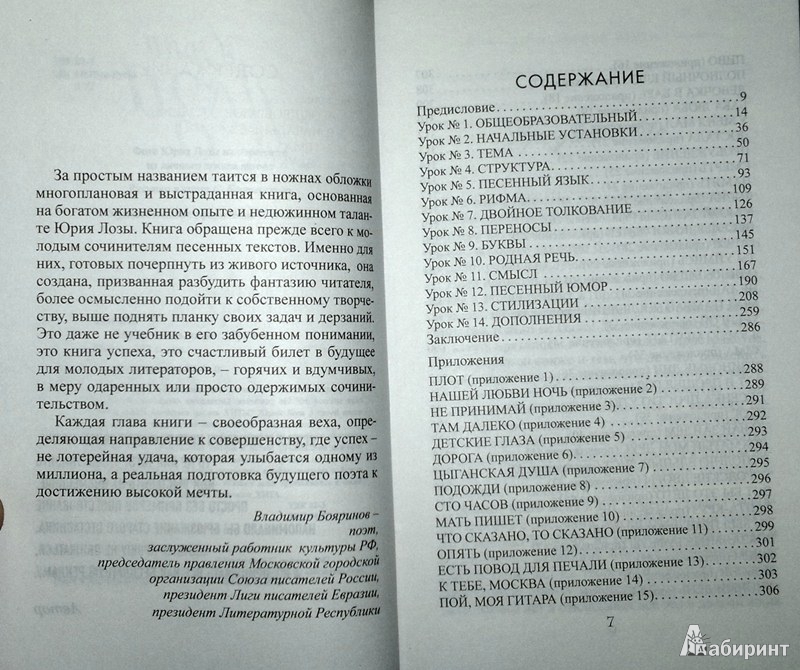 За простым названием таится в ножнах обложки
многоплановая и выстраданная книга, основанная
на богатом жизненном опыте и недюжинном талан-
те Юрия Лозы. Книга обращена прежде всего к мо-
лодым сочинителям песенных текстов. Именно для
них, готовых почерпнуть из живого источника, она
создана, призванная разбудить фантазию читателя,
более осмысленно подойти к собственному творче-
ству, выше поднять планку своих задач и дерзаний.
Это даже не учебник в его забубенном понимании,
это книга успеха, это счастливый билет в будущее
для молодых литераторов, – горячих и вдумчивых,
в меру одаренных или просто одержимых сочини-
тельством.
Каждая глава книги – своеобразная веха, опре-
деляющая направление к совершенству, где успех –
не лотерейная удача, которая улыбается одному из
миллиона, а реальная подготовка будущего поэта к
достижению высокой мечты.
Владимир Бояринов –
поэт,
заслуженный работник культуры РФ,
председатель правления Московской городской
организации Союза писателей России,
президент Лиги писателей Евразии,
президент Литературной Республики
СОДЕРЖАНИЕ
Предисловие 9
Урок № 1. ОБЩЕОБРАЗОВАТЕЛЬНЫЙ 14
Урок № 2. НАЧАЛЬНЫЕ УСТАНОВКИ 36
Урок № 3. ТЕМА 50
Урок № 4. СТРУКТУРА 71
Урок № 5. ПЕСЕННЫЙ ЯЗЫК 93
Урок № 6. РИФМА 109
Урок № 7. ДВОЙНОЕ ТОЛКОВАНИЕ 126
Урок № 8. ПЕРЕНОСЫ 137
Урок № 9. БУКВЫ 145
Урок № 10. РОДНАЯ РЕЧЬ 151
Урок № 11. СМЫСЛ 167
Урок № 12. ПЕСЕННЫЙ ЮМОР 190
Урок № 13. СТИЛИЗАЦИИ 208
Урок № 14. ДОПОЛНЕНИЯ 259
Заключение 286
Приложения
ПЛОТ (приложение 1) 288
НАШЕЙ ЛЮБВИ НОЧЬ (приложение 2) 289
НЕ ПРИНИМАЙ (приложение 3) 291
ТАМ ДАЛЕКО (приложение 4) 292
ДЕТСКИЕ ГЛАЗА (приложение 5) 293
ДОРОГА (приложение 6) 294
ЦЫГАНСКАЯ ДУША (приложение 7) 295
ПОДОЖДИ (приложение 8) 296
СТО ЧАСОВ (приложение 9) 297
МАТЬ ПИШЕТ (приложение 10) 298
ЧТО СКАЗАНО, ТО СКАЗАНО (приложение 11) 299
ОПЯТЬ (приложение 12) 301
ЕСТЬ ПОВОД ДЛЯ ПЕЧАЛИ (приложение 13) 302
К ТЕБЕ, МОСКВА (приложение 14) 303
ПОЙ, МОЯ ГИТАРА (приложение 15) 306
7
Лабиринт